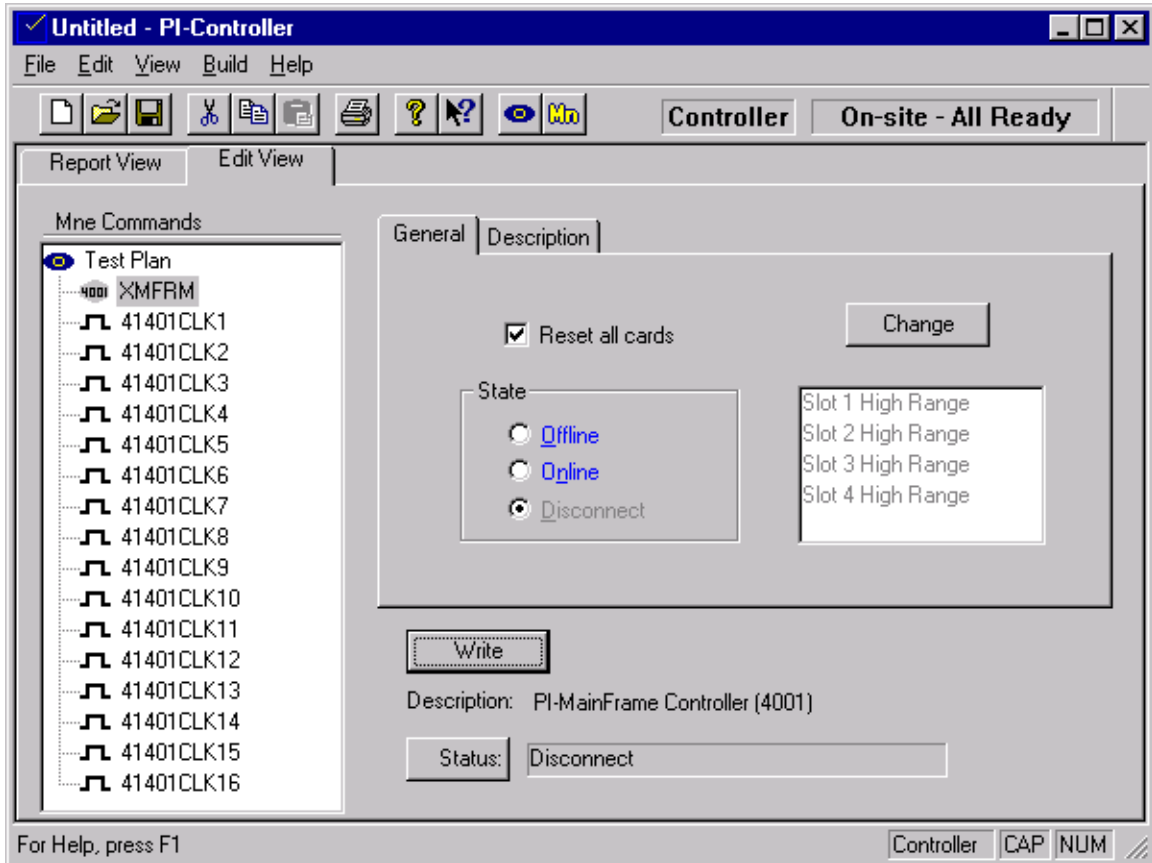 Untitled - PI-Controller
File Edit View Build Help
Mn Controller On-site - All Ready
Report View Edit View
Mne Commands
Test Plan
4001 XMFRM
41401CLK1
41401CLK2
41401CLK3
41401CLK4
41401CLK5
41401CLK6
41401CLK7
41401CLK8
41401CLK9
41401CLK10
41401CLK11
41401CLK12
41401CLK13
41401CLK14
41401CLK15
41401CLK16
General Description
Reset all cards
Change
State
Offline
Online
Disconnect
Slot 1 High Range
Slot 2 High Range
Slot 3 High Range
Slot 4 High Range
Write
Description: PI-MainFrame Controller (4001)
Status: Disconnect
For Help, press F1
Controller CAP NUM